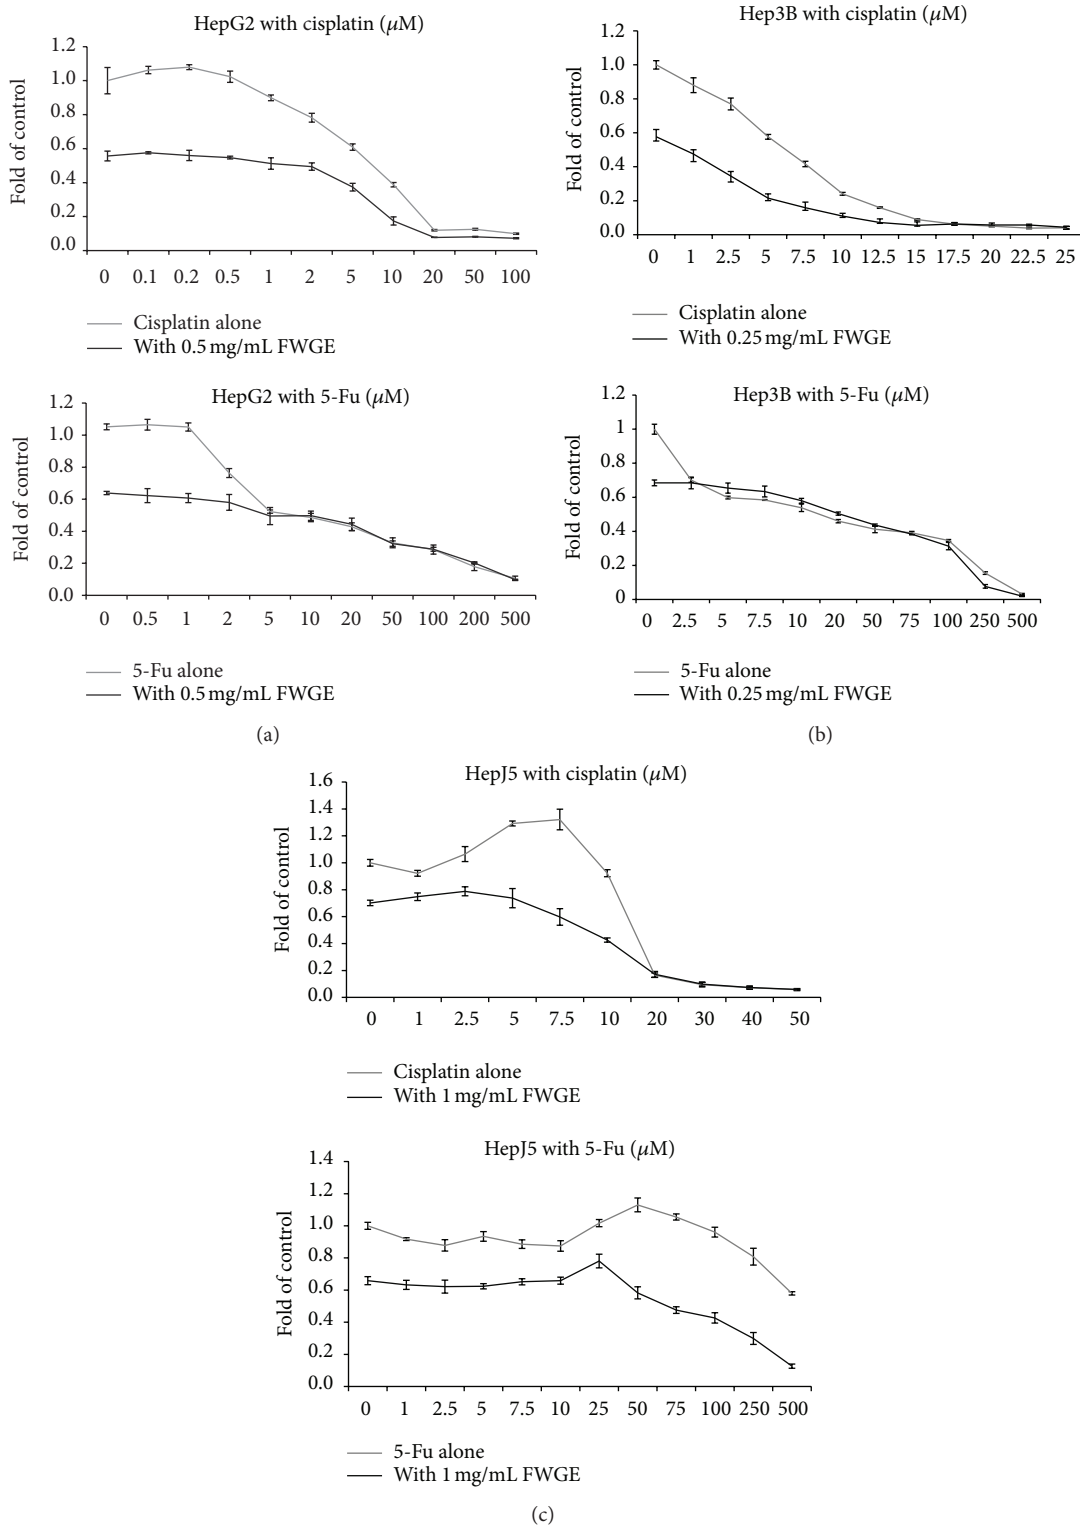 HepG2 with cisplatin (μM)
Fold of control
1.2
1.0
0.8
0.6
0.4
0.2
0.0
0 0.1 0.2 0.5 1 2 5 10 20 50 100
Cisplatin alone
With 0.5 mg/mL FWGE
Hep3B with cisplatin (μM)
Fold of control
1.2
1.0
0.8
0.6
0.4
0.2
0.0
0 1 2.5 5 7.5 10 12.5 15 17.5 20 22.5 25
Cisplatin alone
With 0.25 mg/mL FWGE
HepG2 with 5-Fu (μM)
Fold of control
1.2
1.0
0.8
0.6
0.4
0.2
0.0
0 0.5 1 2 5 10 20 50 100 200 500
5-Fu alone
With 0.5 mg/mL FWGE
(a)
Hep3B with 5-Fu (μM)
Fold of control
1.2
1
0.8
0.6
0.4
0.2
0
0 2.5 5 7.5 10 20 50 75 100 250 500
5-Fu alone
With 0.25 mg/mL FWGE
(b)
HepJ5 with cisplatin (μM)
Fold of control
1.6
1.4
1.2
1.0
0.8
0.6
0.4
0.2
0.0
0 1 2.5 5 7.5 10 20 30 40 50
Cisplatin alone
With 1 mg/mL FWGE
HepJ5 with 5-Fu (μM)
Fold of control
1.4
1.2
1.0
0.8
0.6
0.4
0.2
0.0
0 1 2.5 5 7.5 10 25 50 75 100 250 500
5-Fu alone
With 1 mg/mL FWGE
(c)